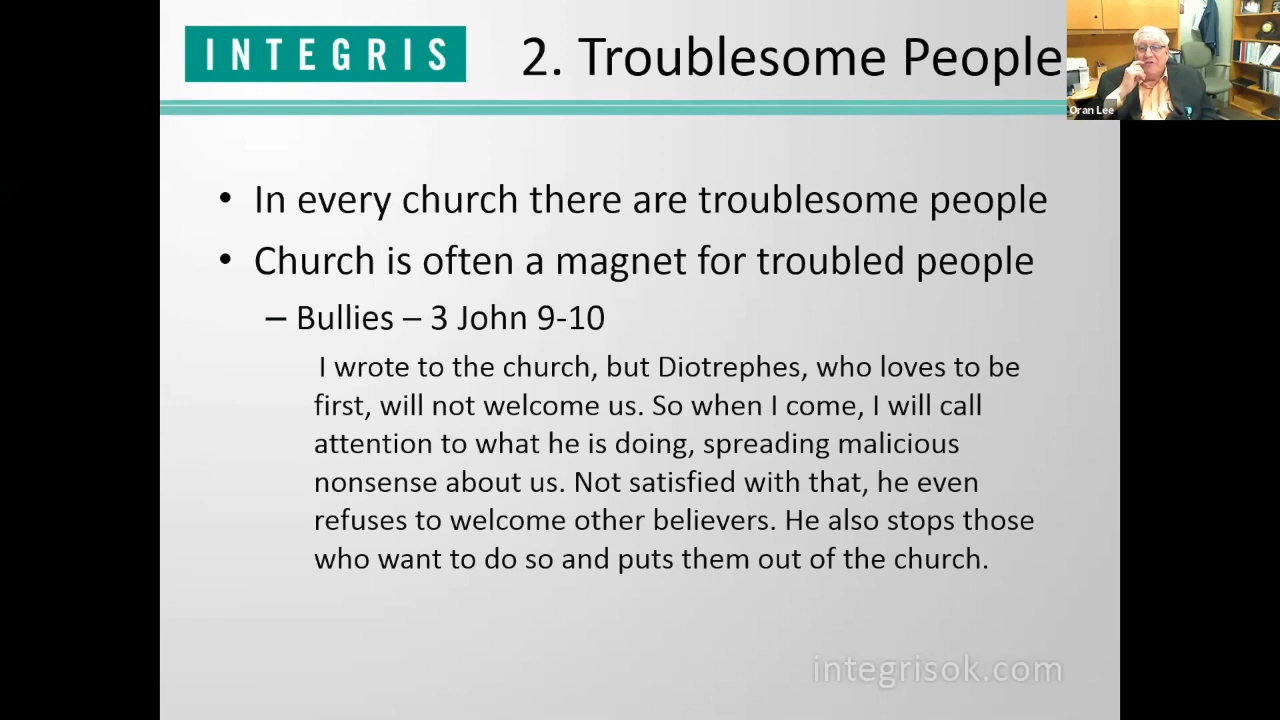 INTEGRIS
2. Troublesome People
Oran Lee
• In every church there are troublesome people
• Church is often a magnet for troubled people
– Bullies – 3 John 9-10
I wrote to the church, but Diotrephes, who loves to be
first, will not welcome us. So when I come, I will call
attention to what he is doing, spreading malicious
nonsense about us. Not satisfied with that, he even
refuses to welcome other believers. He also stops those
who want to do so and puts them out of the church.
integrisok.com